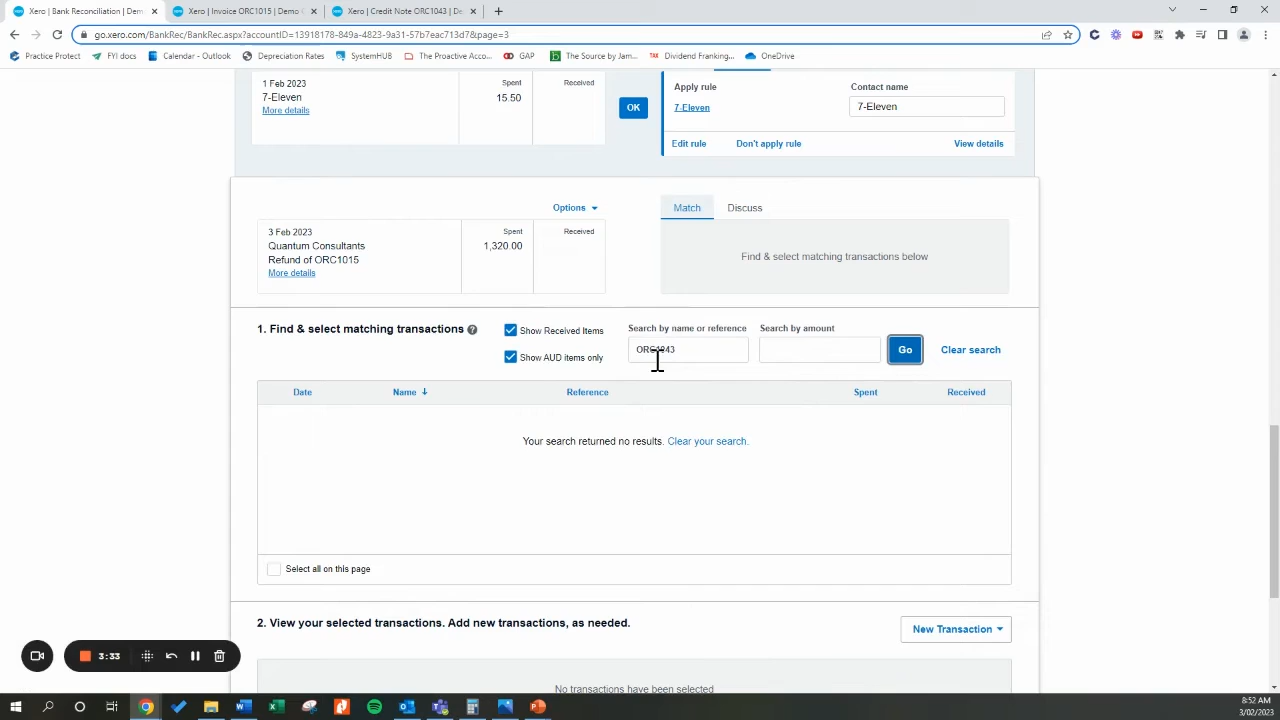 Xero | Bank Reconciliation | Dem
Xero | Invoice ORC1015 | Demo
Xero | Credit Note ORC1043 | De
go.xero.com/BankRec/BankRec.aspx?accountID=13918178-849a-4823-9a31-57b7eac713d7&page=3
Practice Protect
FYI docs
Calendar - Outlook
Depreciation Rates
SystemHUB
The Proactive Acco...
GAP
The Source by Jam...
TAX
Dividend Franking...
OneDrive
1 Feb 2023
7-Eleven
More details
Spent
15.50
Received
OK
Apply rule
7-Eleven
Contact name
7-Eleven
Edit rule
Don't apply rule
View details
Options
Match
Discuss
3 Feb 2023
Quantum Consultants
Refund of ORC1015
More details
Spent
1,320.00
Received
Find & select matching transactions below
1. Find & select matching transactions
Show Received Items
Show AUD items only
Search by name or reference
ORC1043
Search by amount
Go
Clear search
Date Name Reference Spent Received
Your search returned no results. Clear your search.
Select all on this page
2. View your selected transactions. Add new transactions, as needed.
New Transaction
No transactions have been selected
3:33
8:52 AM
3/02/2023